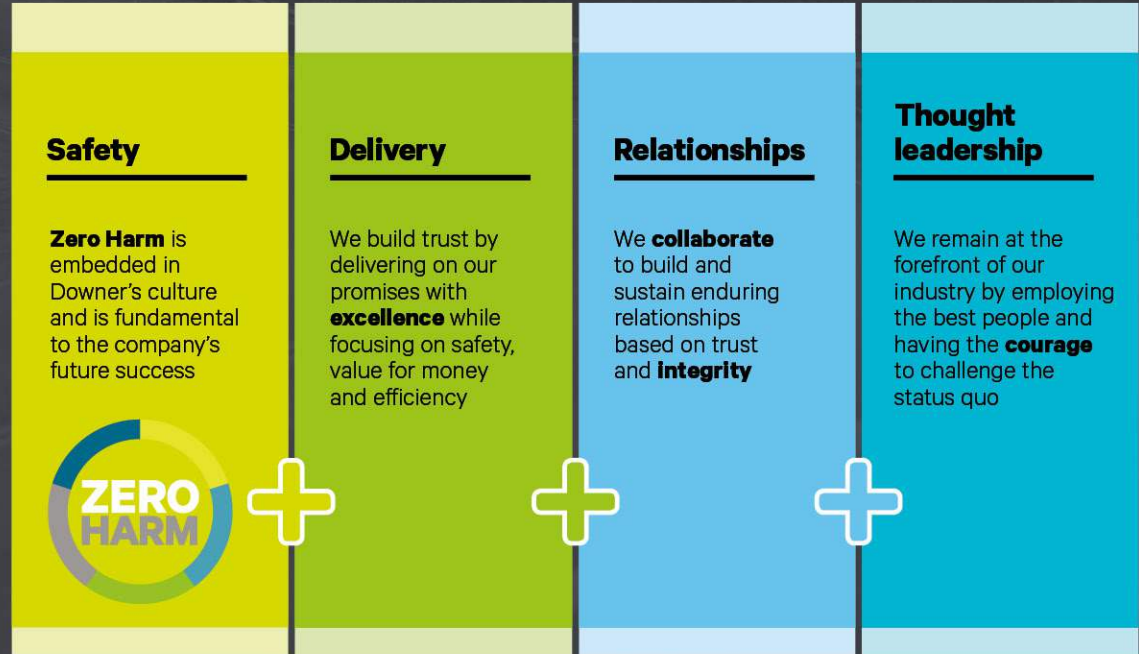 Safety
Zero Harm is
embedded in
Downer's culture
and is fundamental
to the company's
future success
ZERO
HARM
Delivery
We build trust by
delivering on our
promises with
excellence while
focusing on safety,
value for money
and efficiency
Relationships
We collaborate
to build and
sustain enduring
relationships
based on trust
and integrity
Thought
leadership
We remain at the
forefront of our
industry by employing
the best people and
having the courage
to challenge the
status quo